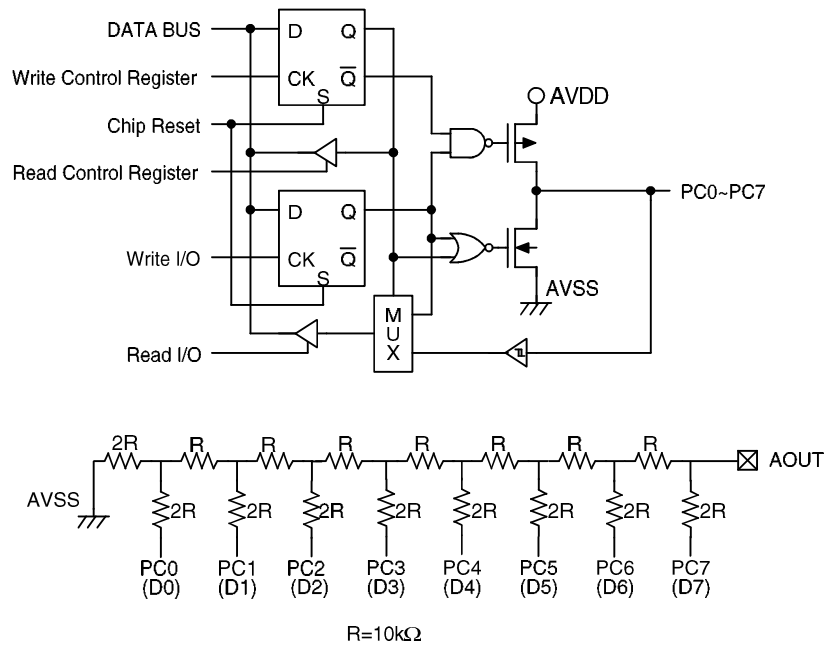 DATA BUS
D Q
Write Control Register
CK Q
S
AVDD
Chip Reset
Read Control Register
PC0~PC7
D Q
Write I/O
CK Q
S
AVSS
M
U
X
Read I/O
2R R R R R R R R
AOUT
AVSS
2R 2R 2R 2R 2R 2R 2R 2R
PC0 PC1 PC2 PC3 PC4 PC5 PC6 PC7
(D0) (D1) (D2) (D3) (D4) (D5) (D6) (D7)
R=10kΩ